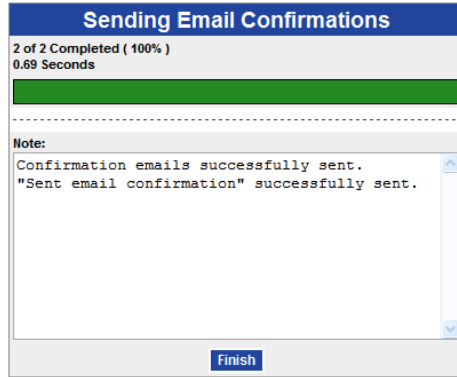 Sending Email Confirmations
2 of 2 Completed ( 100% )
0.69 Seconds
Note:
Confirmation emails successfully sent.
"Sent email confirmation" successfully sent.
Finish